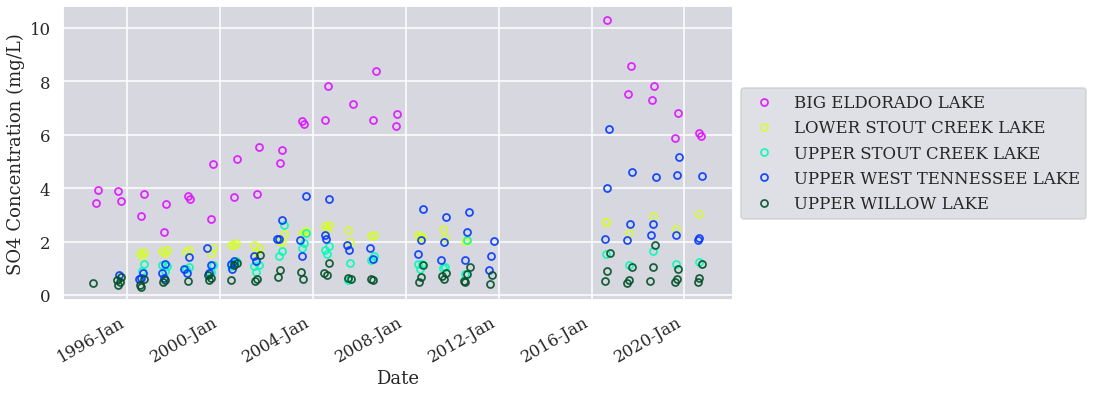 10
8
6
4
2
0
SO4 Concentration (mg/L)
1996-Jan
2000-Jan
2004-Jan
2008-Jan
2012-Jan
2016-Jan
2020-Jan
Date
BIG ELDORADO LAKE
LOWER STOUT CREEK LAKE
UPPER STOUT CREEK LAKE
UPPER WEST TENNESSEE LAKE
UPPER WILLOW LAKE